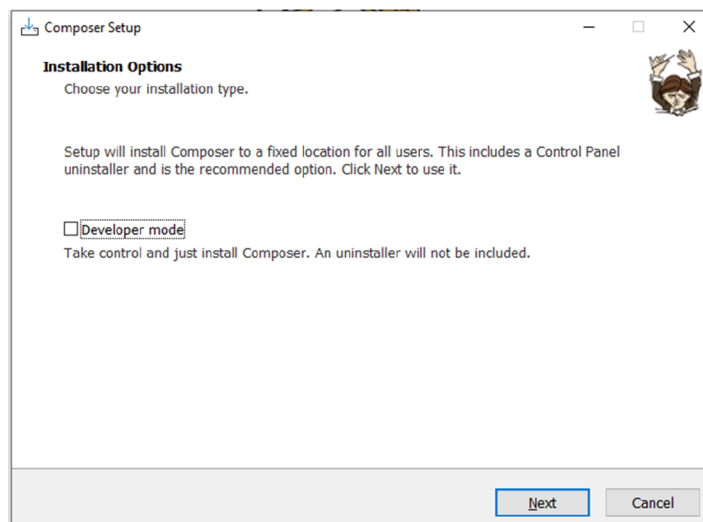 Composer Setup
Installation Options
Choose your installation type.
Setup will install Composer to a fixed location for all users. This includes a Control Panel
uninstaller and is the recommended option. Click Next to use it.
Developer mode
Take control and just install Composer. An uninstaller will not be included.
Next
Cancel